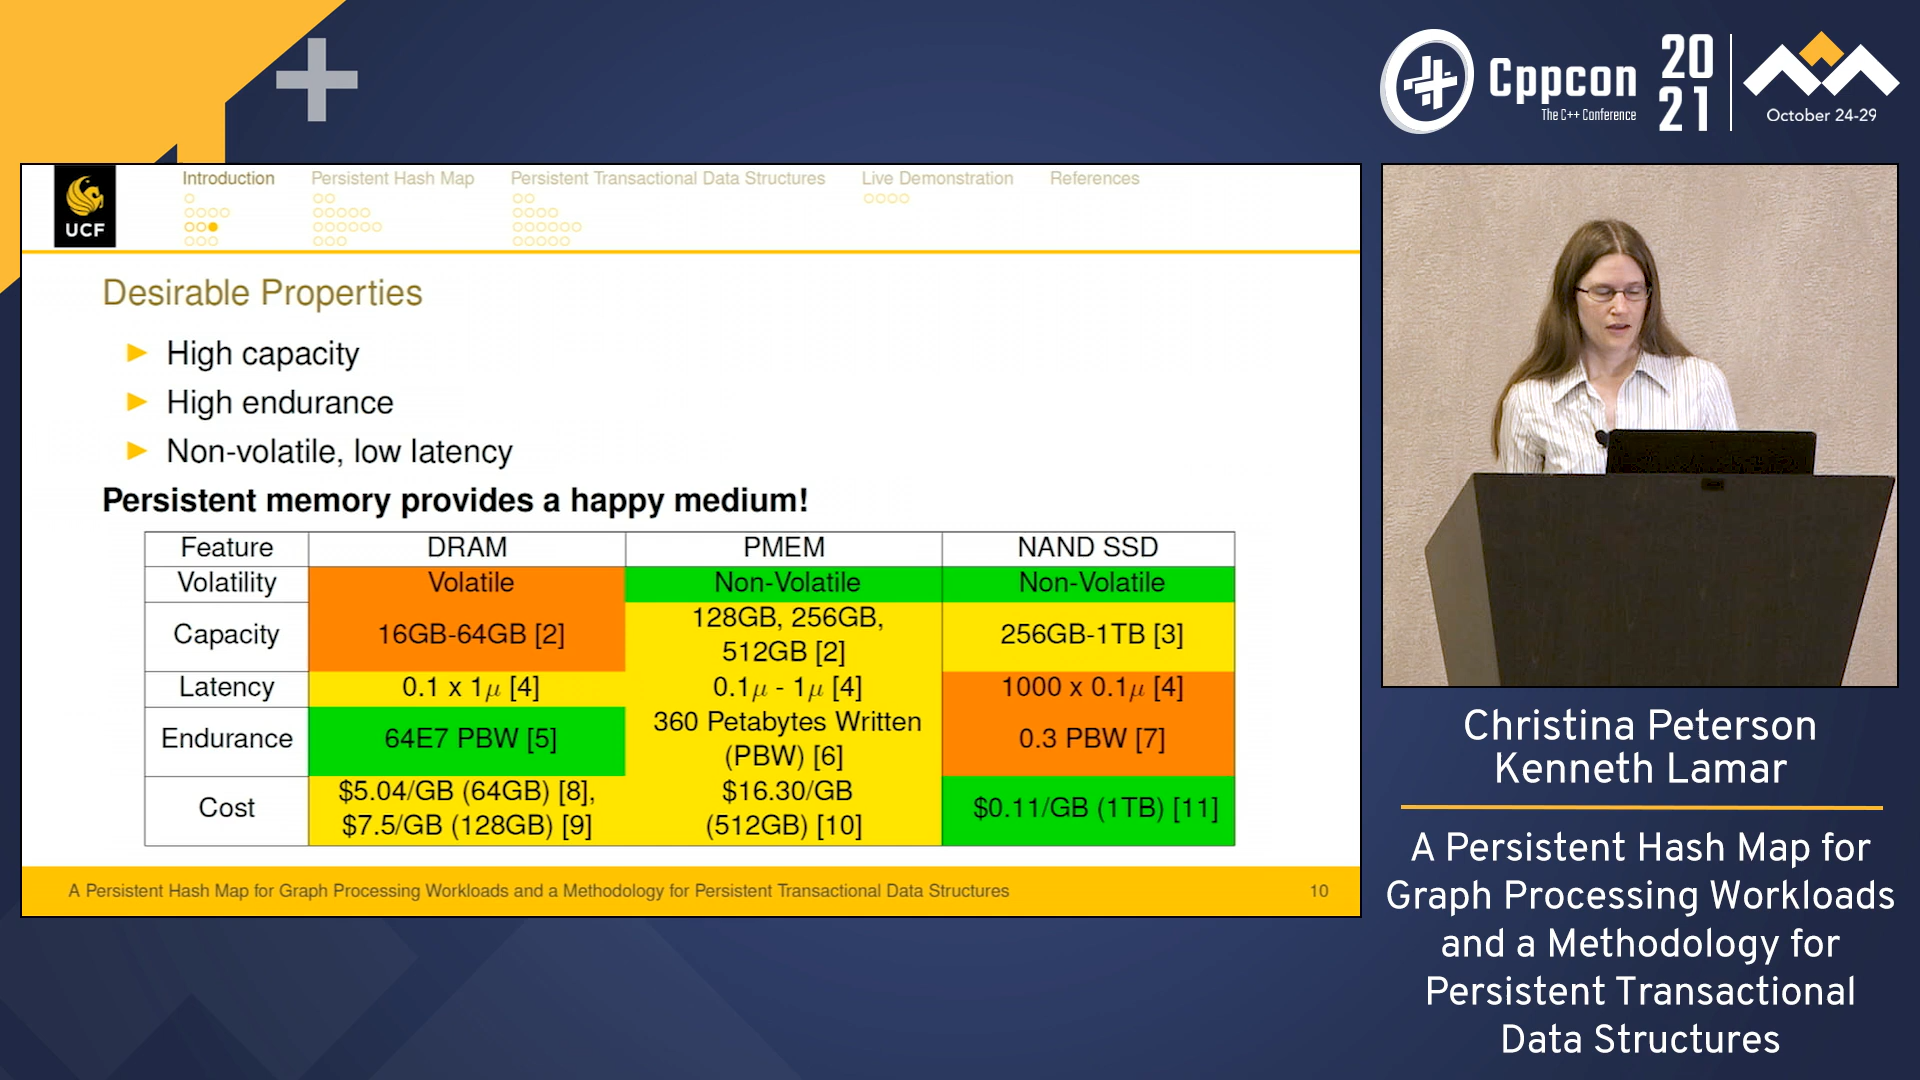 Cppcon
The C++ Conference
20
21
October 24-29
UCF
Introduction
Persistent Hash Map
Persistent Transactional Data Structures
Live Demonstration
References
Desirable Properties
High capacity
High endurance
Non-volatile, low latency
Persistent memory provides a happy medium!
Feature DRAM PMEM NAND SSD
Volatility Volatile Non-Volatile Non-Volatile
Capacity 16GB-64GB [2] 128GB, 256GB, 512GB [2] 256GB-1TB [3]
Latency 0.1 x 1μ [4] 0.1μ - 1μ [4] 1000 x 0.1μ [4]
Endurance 64E7 PBW [5] 360 Petabytes Written (PBW) [6] 0.3 PBW [7]
Cost $5.04/GB (64GB) [8], $7.5/GB (128GB) [9] $16.30/GB (512GB) [10] $0.11/GB (1TB) [11]
A Persistent Hash Map for Graph Processing Workloads and a Methodology for Persistent Transactional Data Structures
10
Christina Peterson
Kenneth Lamar
A Persistent Hash Map for
Graph Processing Workloads
and a Methodology for
Persistent Transactional
Data Structures